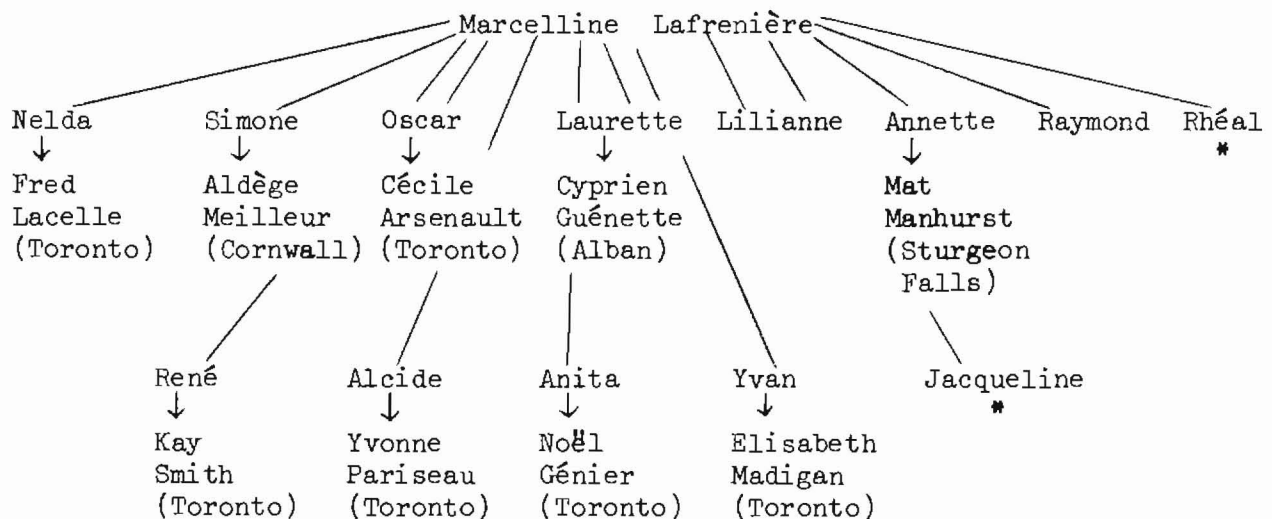 Marcelline Lafrenière
Nelda Simone Oscar Laurette Lilianne Annette Raymond Rhéal
↓ ↓ ↓ ↓ ↓ *
Fred Aldège Cécile Cyprien Mat
Lacelle Meilleur Arsenault Guénette Manhurst
(Toronto) (Cornwall) (Toronto) (Alban) (Sturgeon
Falls)
René Alcide Anita Yvan Jacqueline
↓ ↓ ↓ ↓ *
Kay Yvonne Noël Elisabeth
Smith Pariseau Génier Madigan
(Toronto) (Toronto) (Toronto) (Toronto)